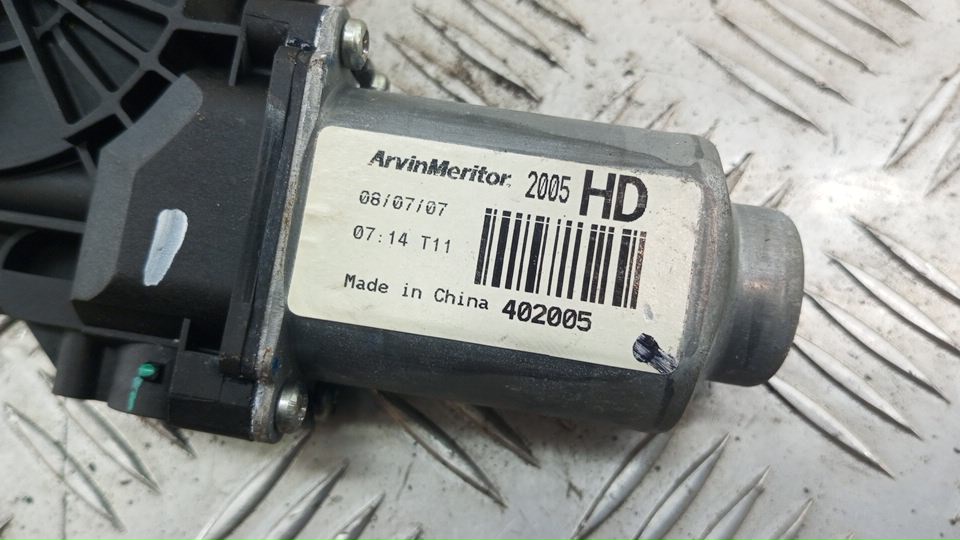 ArvinMeritor 2005 HD
08/07/07
07:14 T11
Made in China 402005